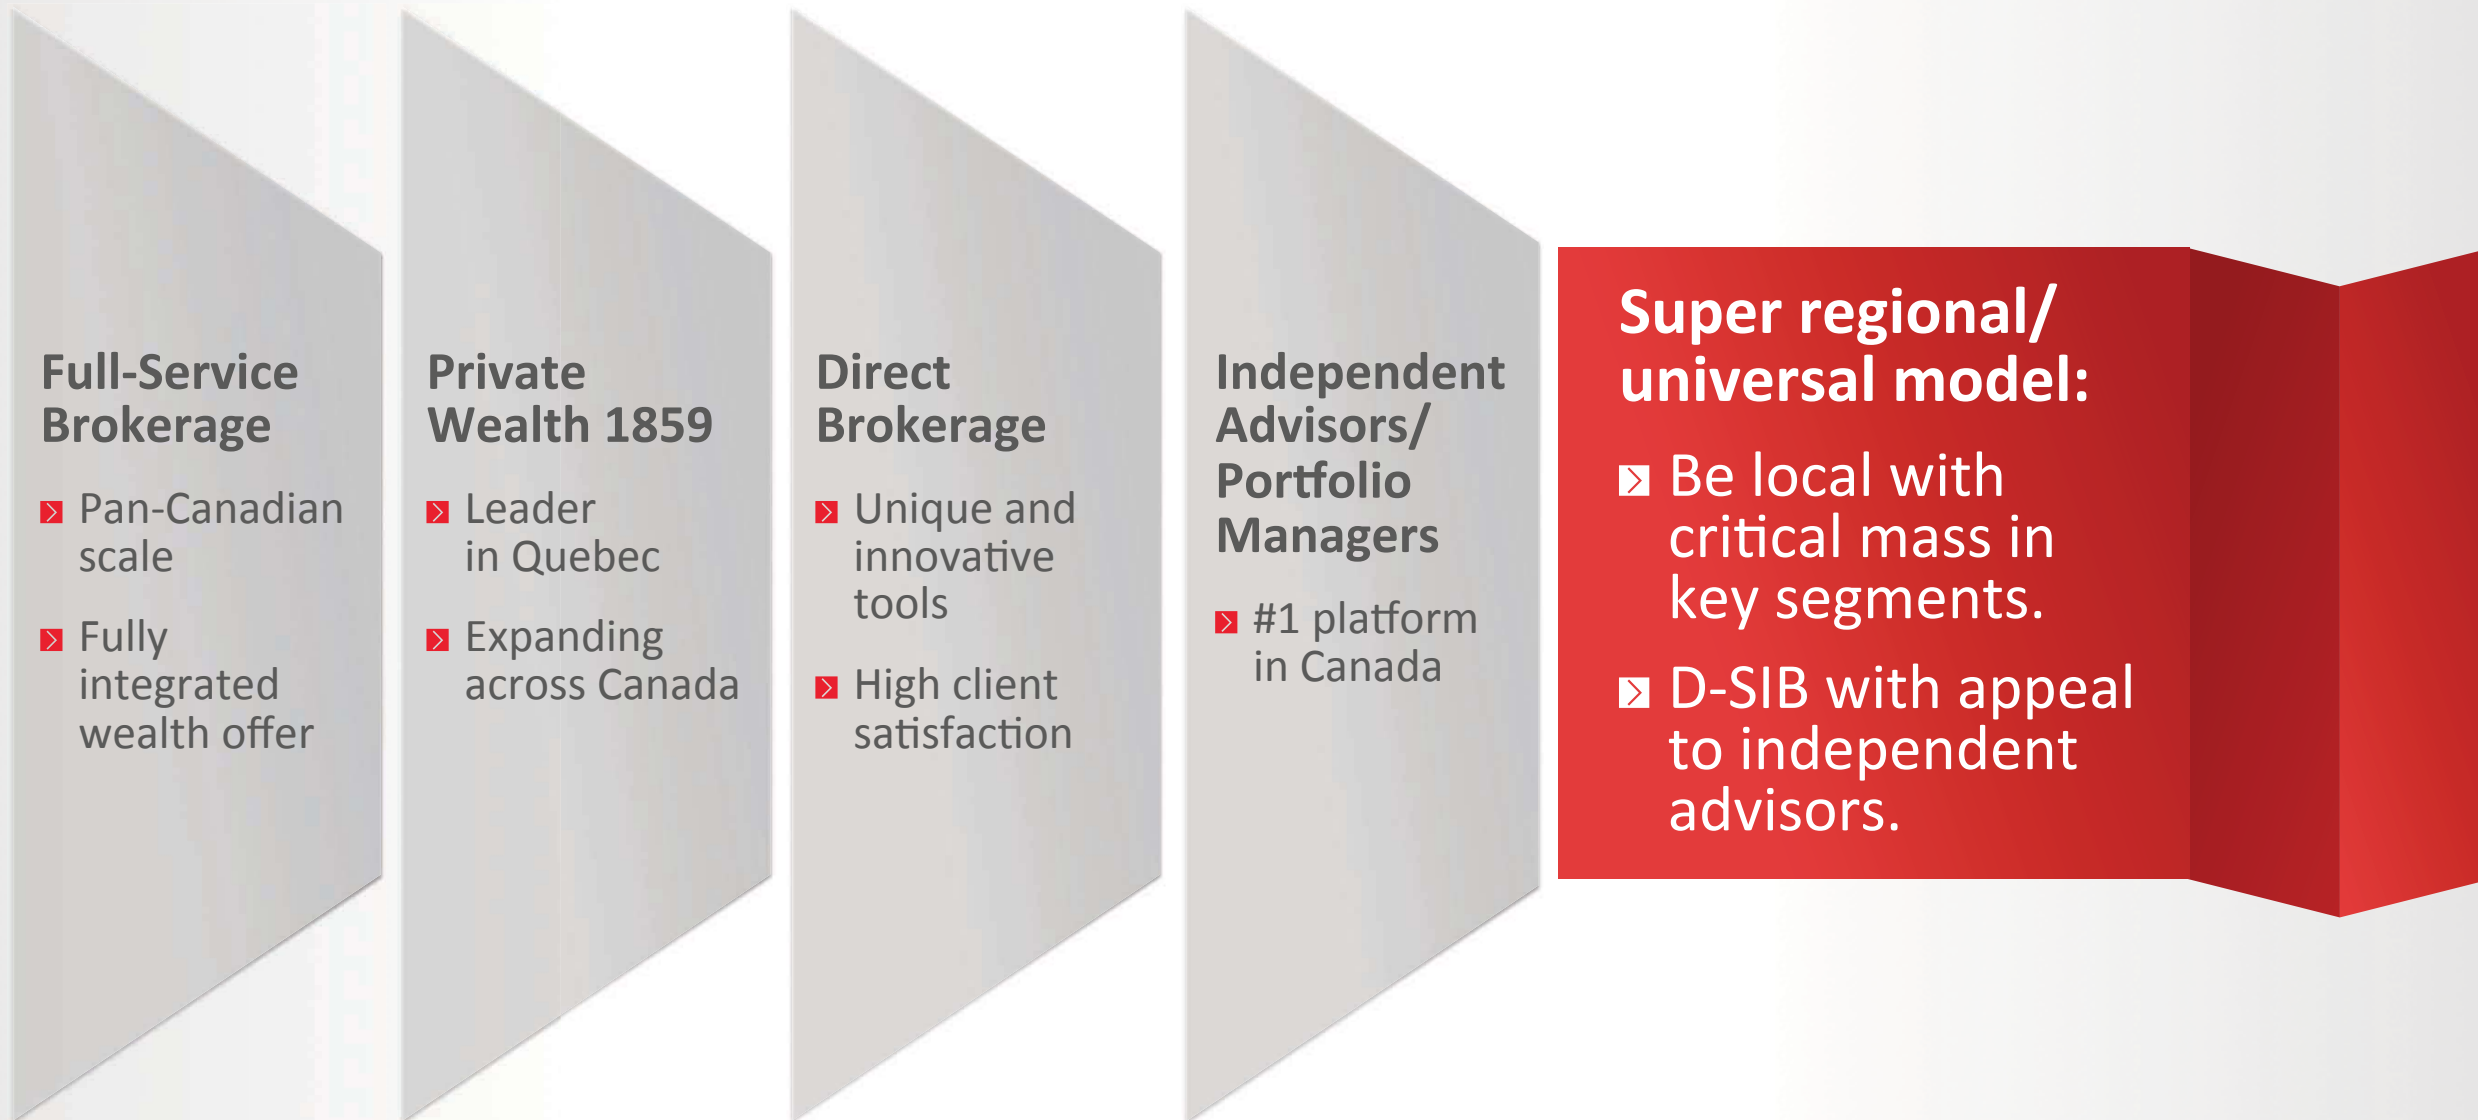 Full-Service
Brokerage
Pan-Canadian
scale
Fully
integrated
wealth offer
Private
Wealth 1859
Leader
in Quebec
Expanding
across Canada
Direct
Brokerage
Unique and
innovative
tools
High client
satisfaction
Independent
Advisors/
Portfolio
Managers
#1 platform
in Canada
Super regional/
universal model:
Be local with
critical mass in
key segments.
D-SIB with appeal
to independent
advisors.